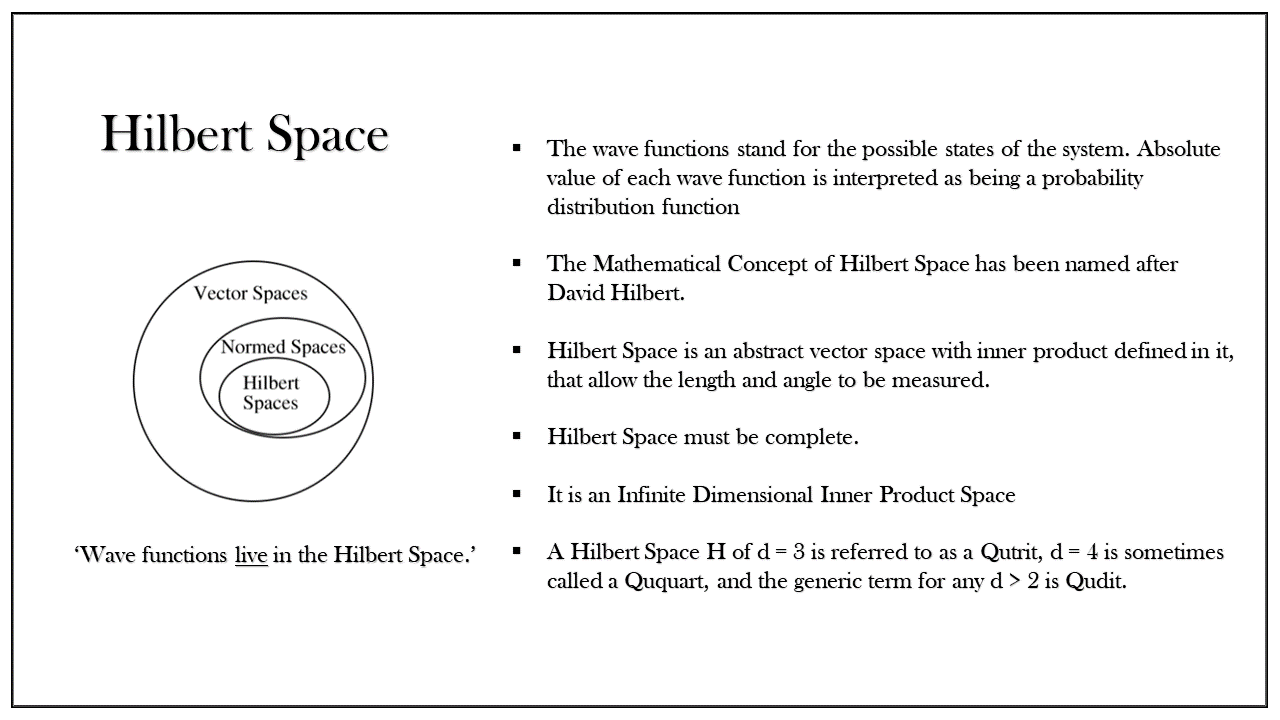 Hilbert Space
Vector Spaces
Normed Spaces
Hilbert
Spaces
‘Wave functions live in the Hilbert Space.’
▪ The wave functions stand for the possible states of the system. Absolute
value of each wave function is interpreted as being a probability
distribution function
▪ The Mathematical Concept of Hilbert Space has been named after
David Hilbert.
▪ Hilbert Space is an abstract vector space with inner product defined in it,
that allow the length and angle to be measured.
▪ Hilbert Space must be complete.
▪ It is an Infinite Dimensional Inner Product Space
▪ A Hilbert Space H of d = 3 is referred to as a Qutrit, d = 4 is sometimes
called a Ququart, and the generic term for any d > 2 is Qudit.